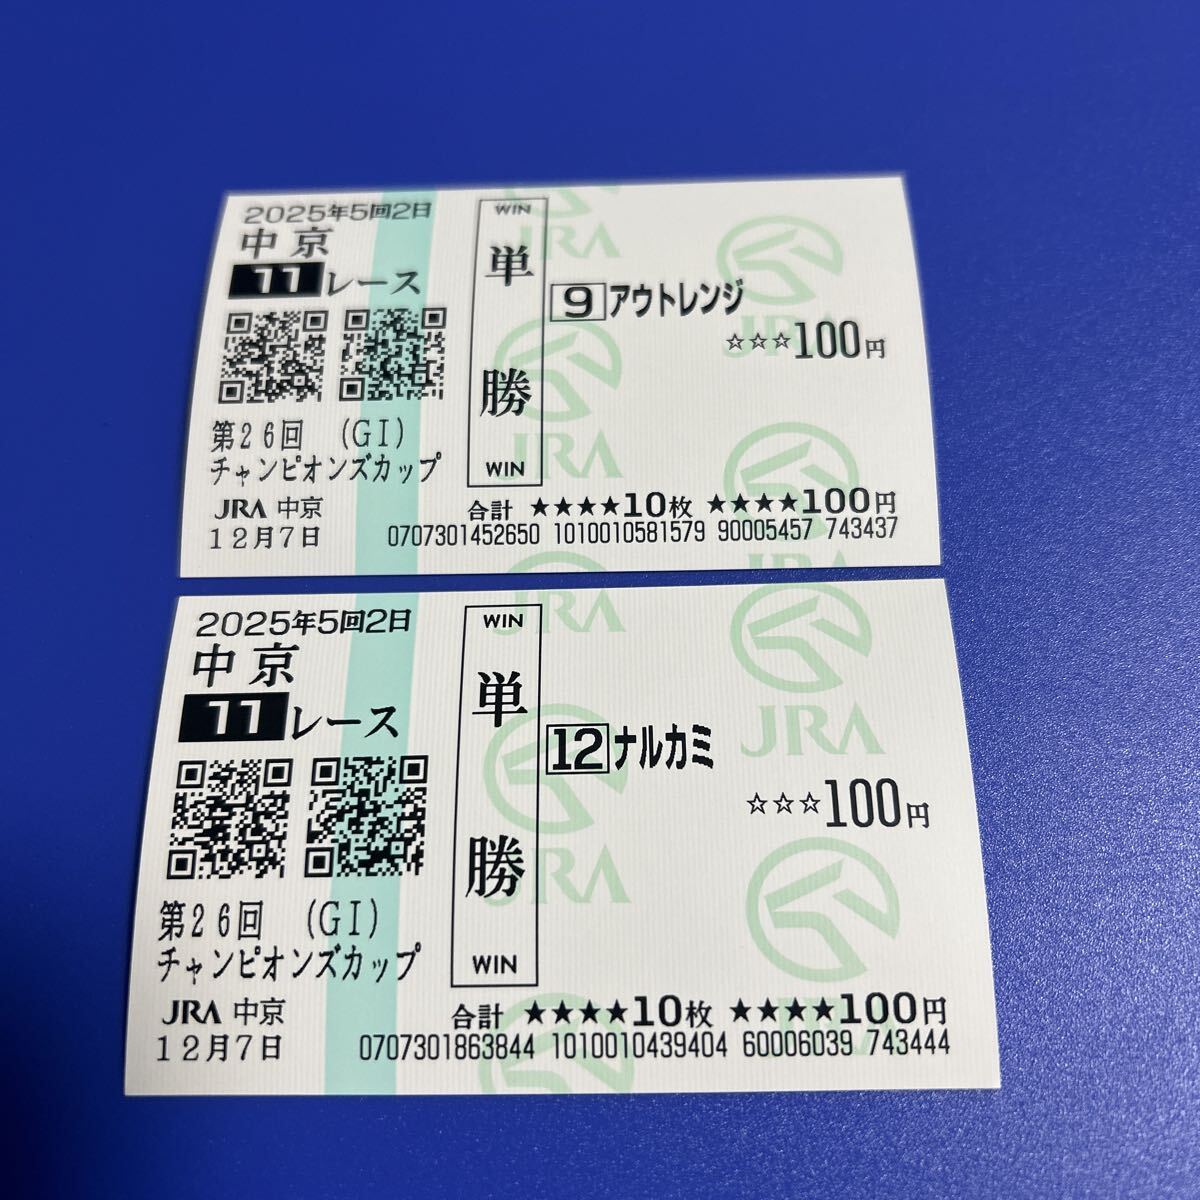 2025年5回2日
中京
11レース
第26回 (GI)
チャンピオンズカップ
JRA 中京
12月7日
WIN
単勝
WIN
9アウトレンジ
☆☆☆100円
合計 ★★★★10枚 ★★★★100円
0707301452650 1010010581579 90005457 743437
JRA
JRA
JRA
JRA
2025年5回2日
中京
11レース
第26回 (GI)
チャンピオンズカップ
JRA 中京
12月7日
WIN
単勝
WIN
12ナルカミ
☆☆☆100円
合計 ★★★★10枚 ★★★★100円
0707301863844 1010010439404 60006039 743444
JRA
JRA
JRA
JRA